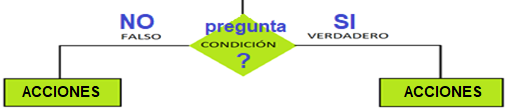 NO
FALSO
pregunta
CONDICIÓN
?
SI
VERDADERO
ACCIONES
ACCIONES